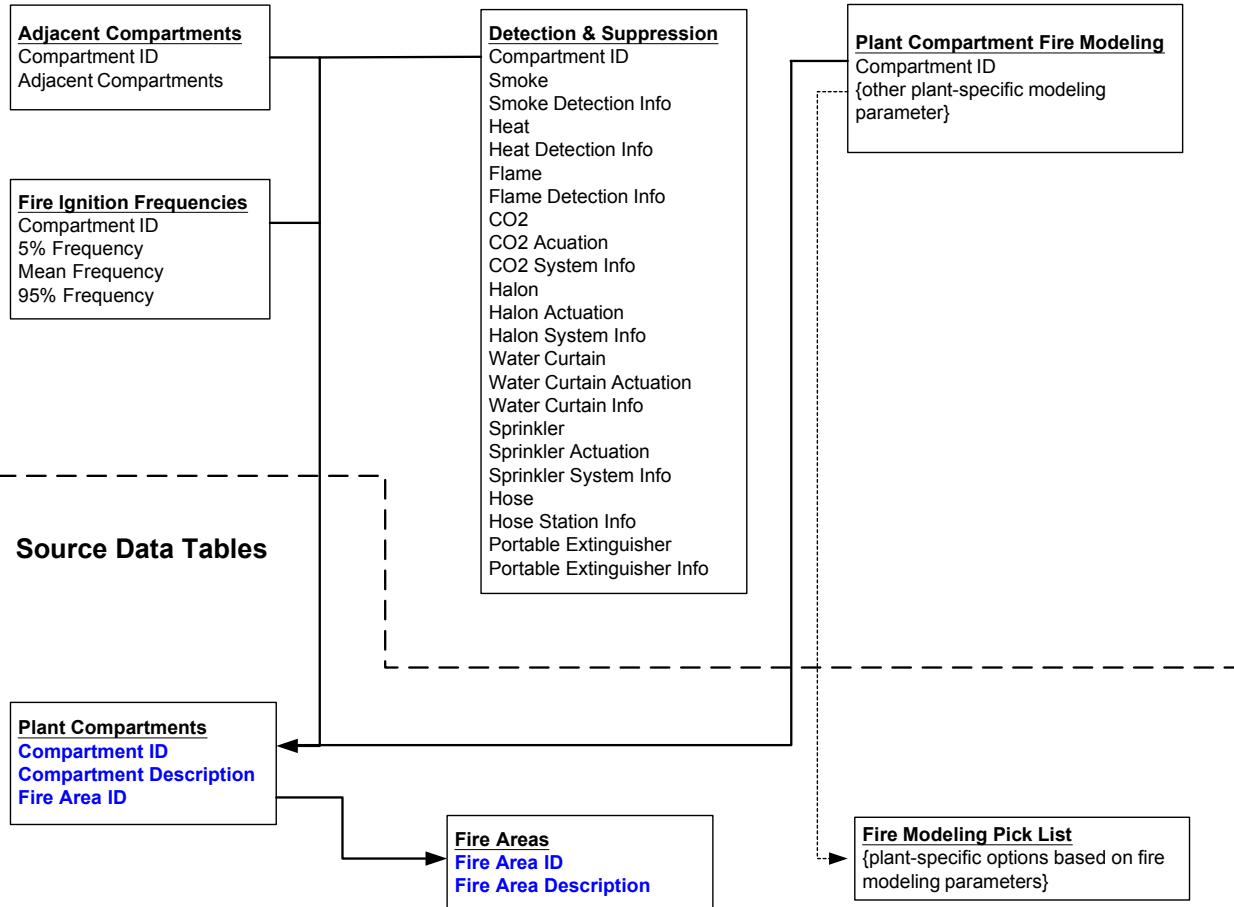 Adjacent Compartments
Compartment ID
Adjacent Compartments
Fire Ignition Frequencies
Compartment ID
5% Frequency
Mean Frequency
95% Frequency
Detection & Suppression
Compartment ID
Smoke
Smoke Detection Info
Heat
Heat Detection Info
Flame
Flame Detection Info
CO2
CO2 Acuation
CO2 System Info
Halon
Halon Actuation
Halon System Info
Water Curtain
Water Curtain Actuation
Water Curtain Info
Sprinkler
Sprinkler Actuation
Sprinkler System Info
Hose
Hose Station Info
Portable Extinguisher
Portable Extinguisher Info
Plant Compartment Fire Modeling
Compartment ID
{other plant-specific modeling
parameter}
Source Data Tables
Plant Compartments
Compartment ID
Compartment Description
Fire Area ID
Fire Areas
Fire Area ID
Fire Area Description
Fire Modeling Pick List
{plant-specific options based on fire
modeling parameters}